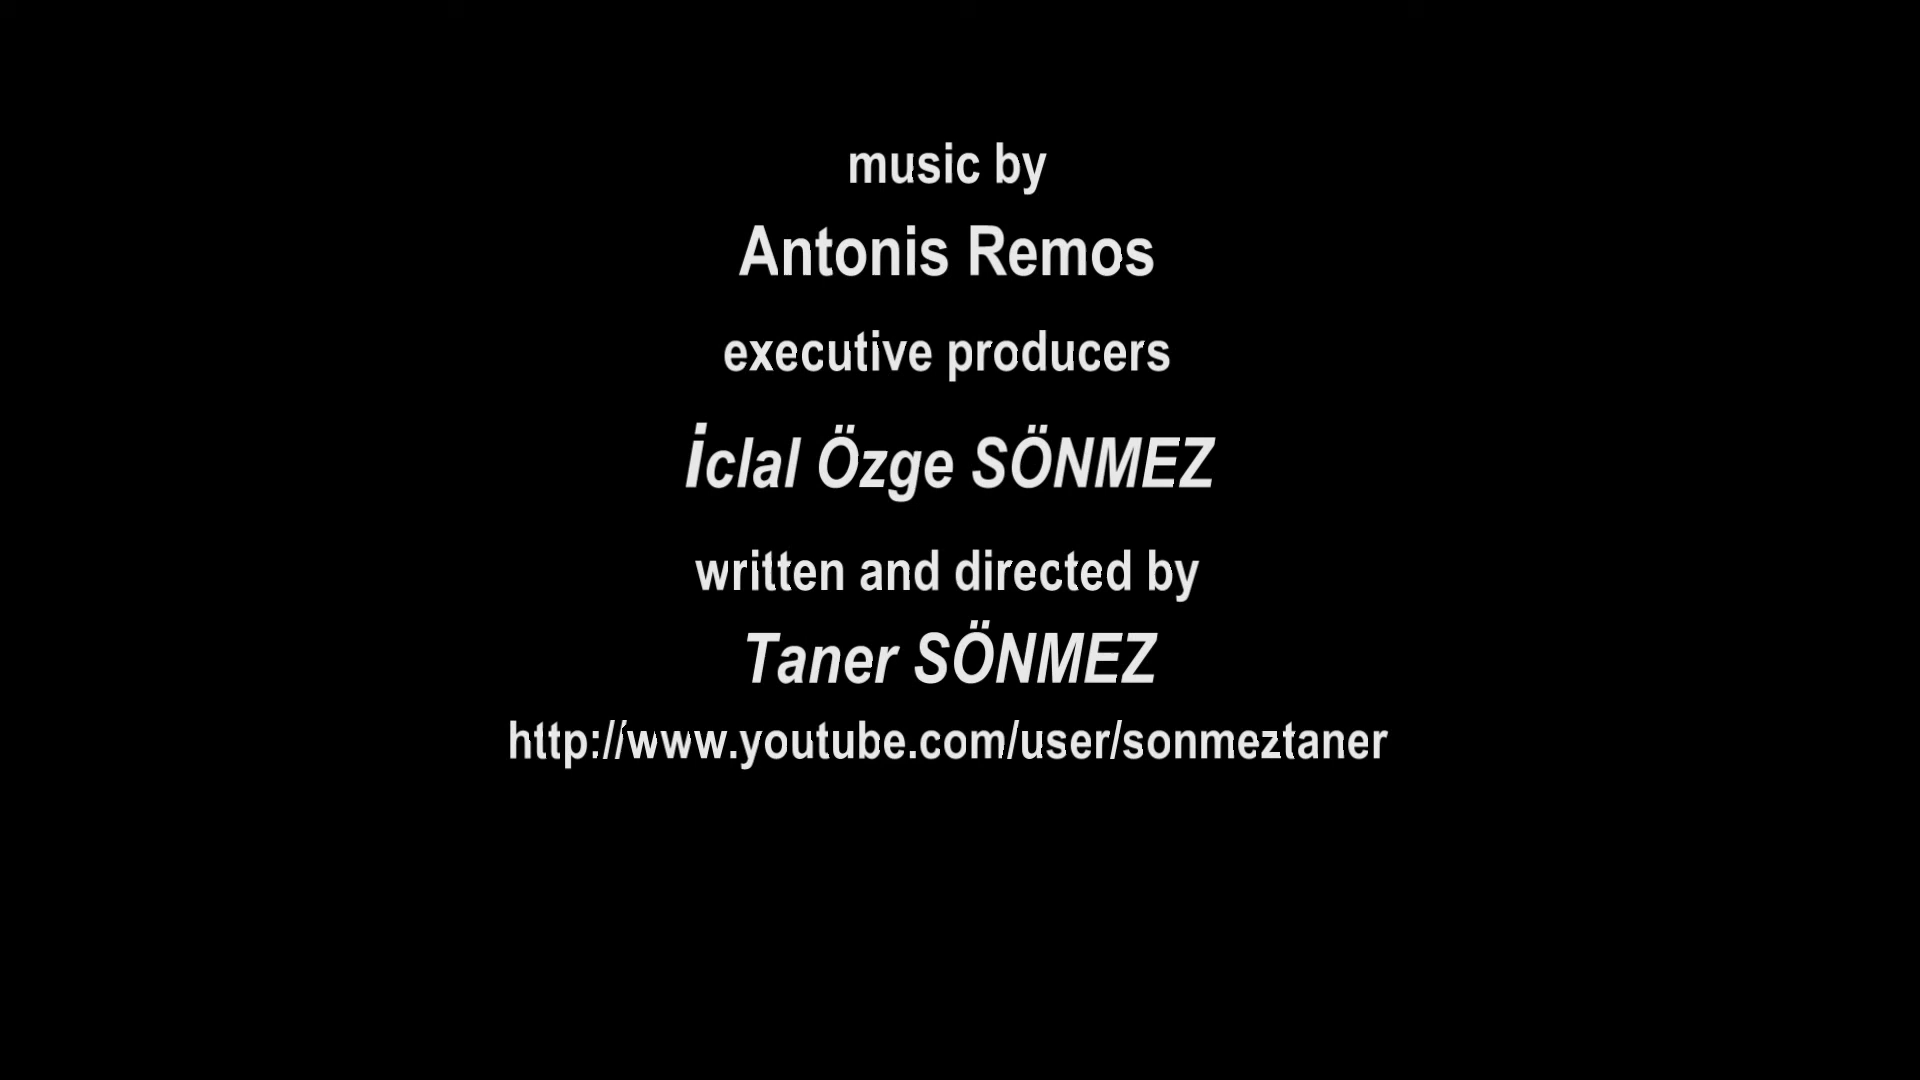 music by
Antonis Remos
executive producers
İclal Özge SÖNMEZ
written and directed by
Taner SÖNMEZ
http://www.youtube.com/user/sonmeztaner